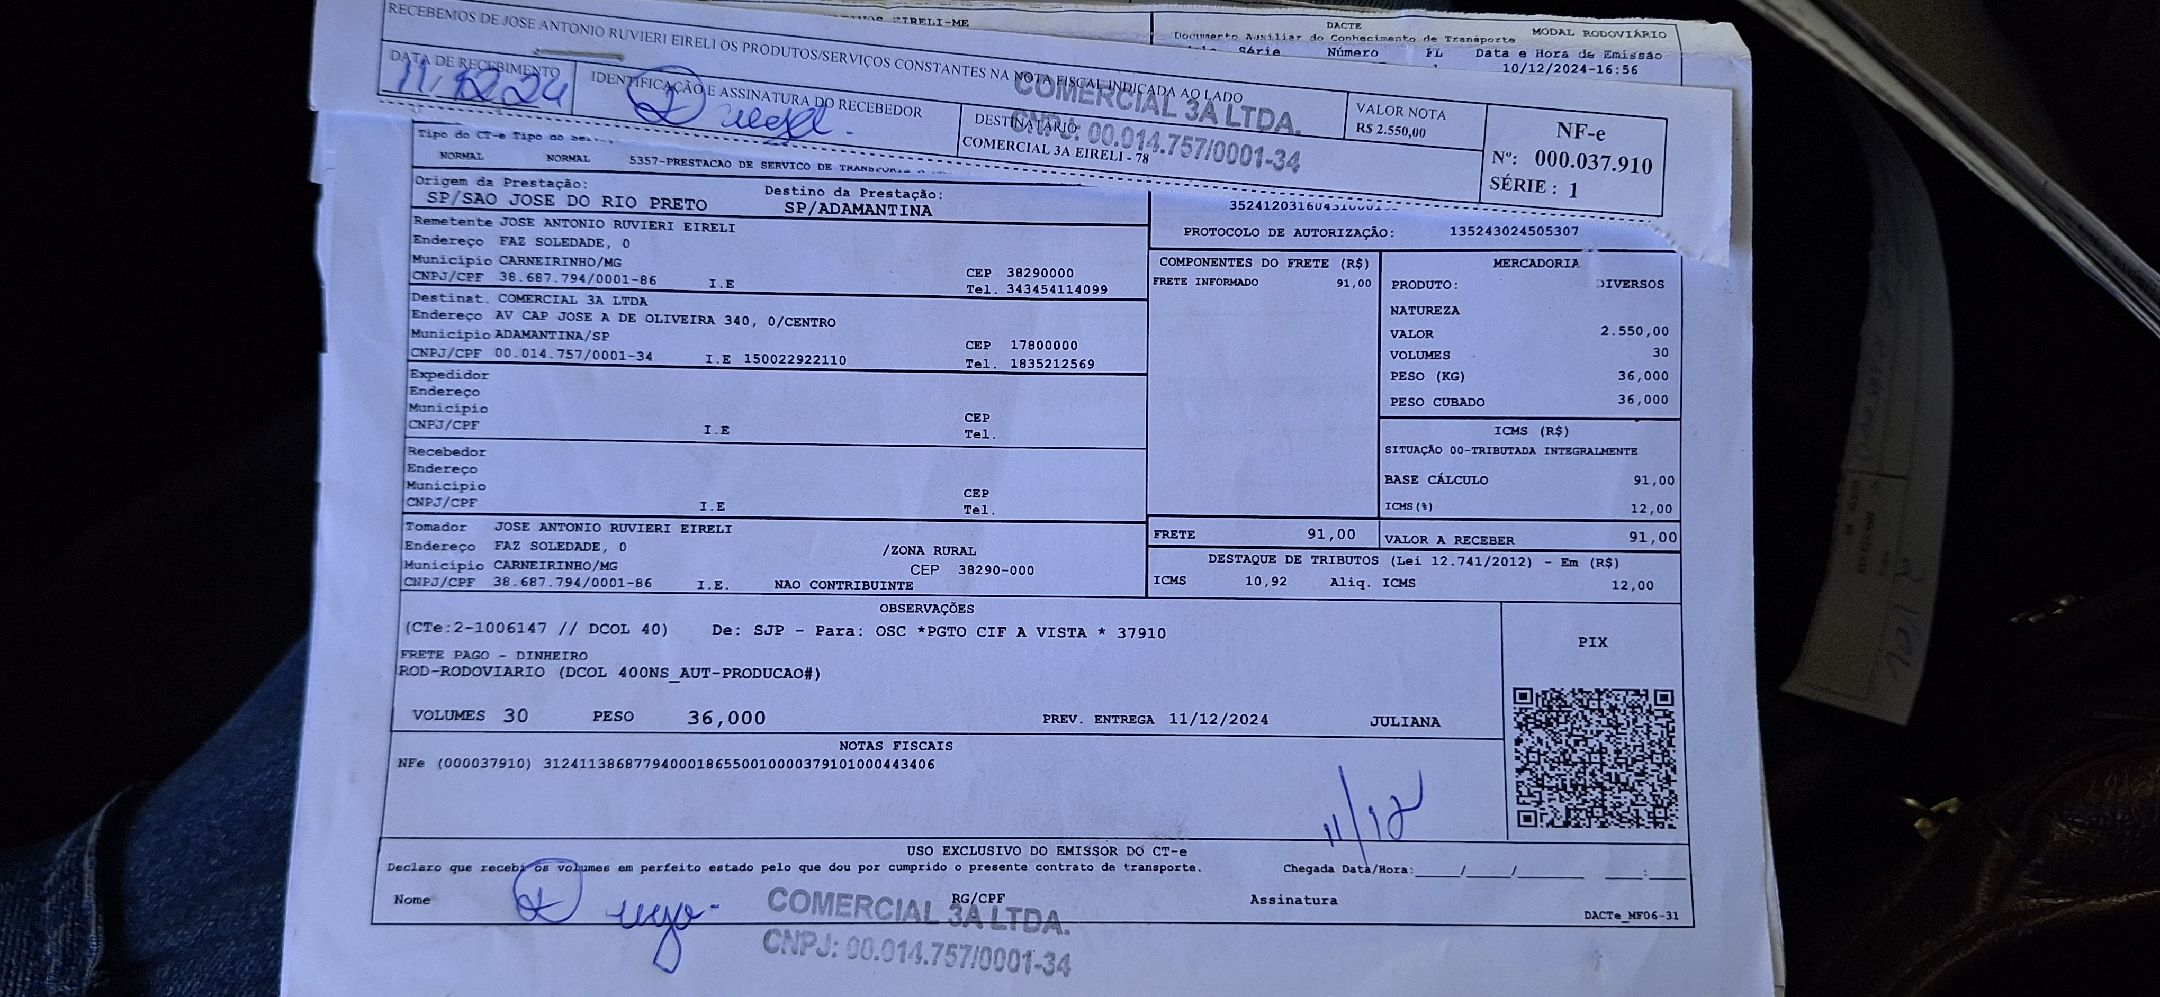 EIRELI-ME
DACTE
MODAL RODOVIÁRIO
Documento Auxiliar do Conhecimento de Transporte
Série Número FL Data e Hora de Emissão
10/12/2024-16:56
RECEBEMOS DE JOSE ANTONIO RUVIERI EIRELI OS PRODUTOS/SERVIÇOS CONSTANTES NA NOTA FISCAL INDICADA AO LADO
DATA DE RECEBIMENTO
11/12/24
IDENTIFICAÇÃO E ASSINATURA DO RECEBEDOR
DESTINATÁRIO
COMERCIAL 3A EIRELI - 78
COMERCIAL 3A LTDA.
CNPJ: 00.014.757/0001-34
VALOR NOTA
R$ 2.550,00
NF-e
Nº: 000.037.910
SÉRIE : 1
Tipo do CT-e Tipo do
NORMAL NORMAL 5357-PRESTACAO DE SERVICO DE
Origem da Prestação: Destino da Prestação:
SP/SAO JOSE DO RIO PRETO SP/ADAMANTINA
PROTOCOLO DE AUTORIZAÇÃO: 135243024505307
Remetente JOSE ANTONIO RUVIERI EIRELI
Endereço FAZ SOLEDADE, 0
Município CARNEIRINHO/MG CEP 38290000
CNPJ/CPF 38.687.794/0001-86 I.E Tel. 343454114099
Destinat. COMERCIAL 3A LTDA
Endereço AV CAP JOSE A DE OLIVEIRA 340, 0/CENTRO
Município ADAMANTINA/SP CEP 17800000
CNPJ/CPF 00.014.757/0001-34 I.E 150022922110 Tel. 1835212569
Expedidor
Endereço
Município CEP
CNPJ/CPF I.E Tel.
Recebedor
Endereço
Município CEP
CNPJ/CPF I.E Tel.
Tomador JOSE ANTONIO RUVIERI EIRELI
Endereço FAZ SOLEDADE, 0 /ZONA RURAL
Município CARNEIRINHO/MG CEP 38290-000
CNPJ/CPF 38.687.794/0001-86 I.E. NAO CONTRIBUINTE
COMPONENTES DO FRETE (R$)
FRETE INFORMADO 91,00
MERCADORIA
PRODUTO: DIVERSOS
NATUREZA
VALOR 2.550,00
VOLUMES 30
PESO (KG) 36,000
PESO CUBADO 36,000
ICMS (R$)
SITUAÇÃO 00-TRIBUTADA INTEGRALMENTE
BASE CÁLCULO 91,00
ICMS(%) 12,00
FRETE 91,00 VALOR A RECEBER 91,00
DESTAQUE DE TRIBUTOS (Lei 12.741/2012) - Em (R$)
ICMS 10,92 Aliq. ICMS 12,00
OBSERVAÇÕES
(CTe:2-1006147 // DCOL 40) De: SJP - Para: OSC *PGTO CIF A VISTA * 37910
FRETE PAGO - DINHEIRO
ROD-RODOVIARIO (DCOL 400NS_AUT-PRODUCAO#)
PIX
VOLUMES 30 PESO 36,000 PREV. ENTREGA 11/12/2024 JULIANA
NOTAS FISCAIS
NFe (000037910) 31241138687794000186550010000379101000443406
11/12
USO EXCLUSIVO DO EMISSOR DO CT-e
Declaro que recebi os volumes em perfeito estado pelo que dou por cumprido o presente contrato de transporte. Chegada Data/Hora:____/____/______ ___:___
Nome RG/CPF Assinatura
COMERCIAL 3A LTDA.
CNPJ: 00.014.757/0001-34
DACTe_MF06-31